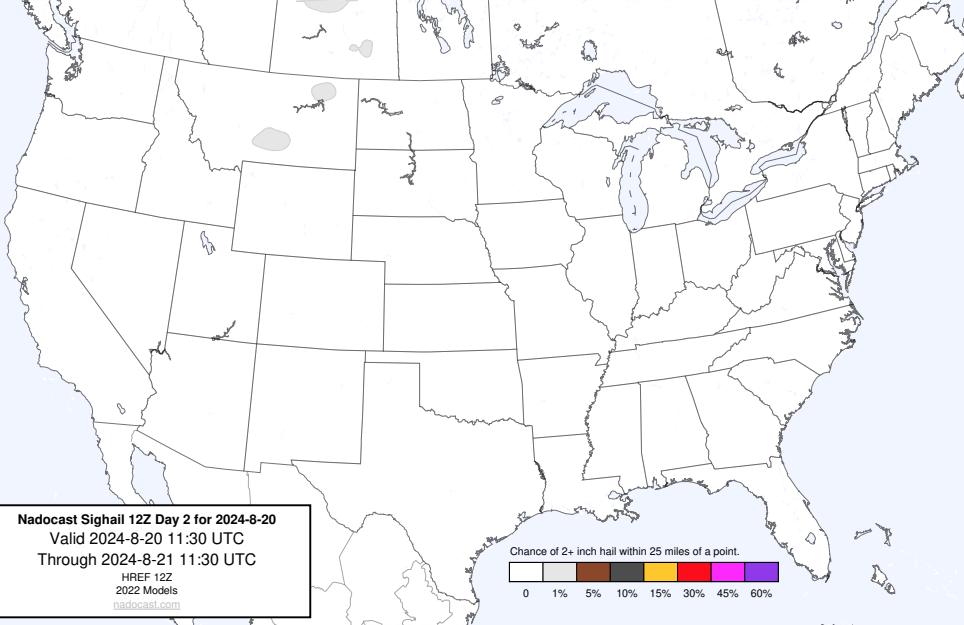 Nadocast Sighail 12Z Day 2 for 2024-8-20
Valid 2024-8-20 11:30 UTC
Through 2024-8-21 11:30 UTC
HREF 12Z
2022 Models
nadocast.com
Chance of 2+ inch hail within 25 miles of a point.
0 1% 5% 10% 15% 30% 45% 60%